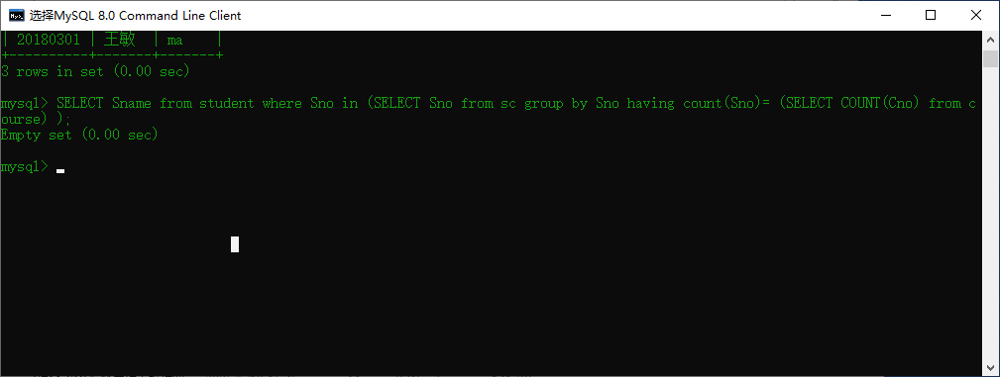 选择MySQL 8.0 Command Line Client
| 20180301 | 王敏 | ma |
+----------+-------+-------+
3 rows in set (0.00 sec)
mysql> SELECT Sname from student where Sno in (SELECT Sno from sc group by Sno having count(Sno)= (SELECT COUNT(Cno) from c
ourse) );
Empty set (0.00 sec)
mysql>